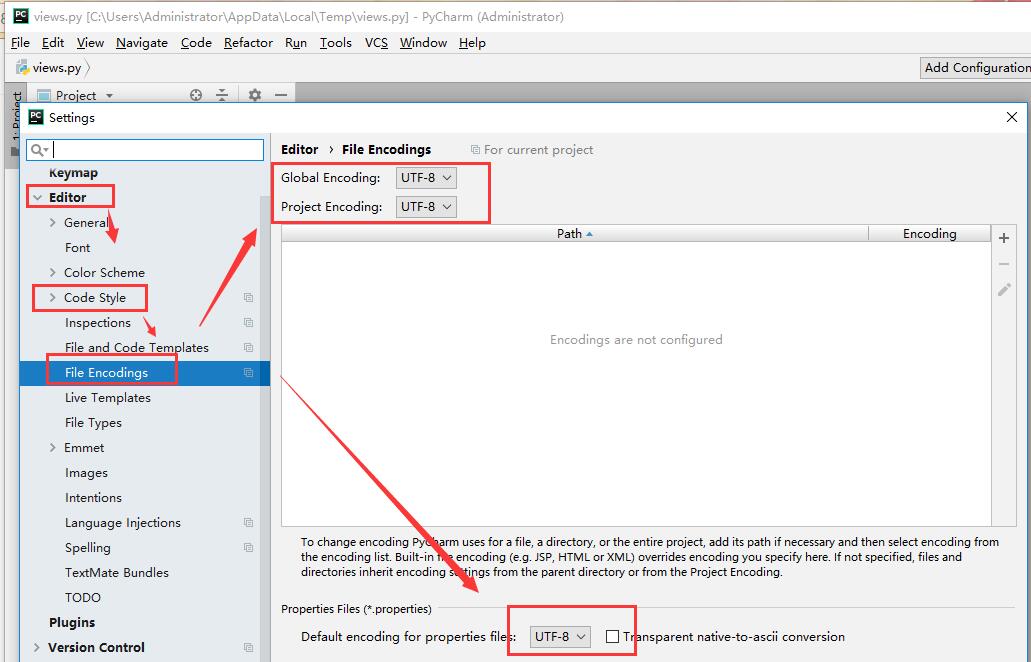 views.py [C:\Users\Administrator\AppData\Local\Temp\views.py] - PyCharm (Administrator)
File Edit View Navigate Code Refactor Run Tools VCS Window Help
views.py
Add Configuration
Project
1: Project
Settings
Keymap
Editor
General
Font
Color Scheme
Code Style
Inspections
File and Code Templates
File Encodings
Live Templates
File Types
Emmet
Images
Intentions
Language Injections
Spelling
TextMate Bundles
TODO
Plugins
Version Control
Editor › File Encodings For current project
Global Encoding: UTF-8
Project Encoding: UTF-8
Path Encoding
Encodings are not configured
To change encoding PyCharm uses for a file, a directory, or the entire project, add its path if necessary and then select encoding from
the encoding list. Built-in file encoding (e.g. JSP, HTML or XML) overrides encoding you specify here. If not specified, files and
directories inherit encoding settings from the parent directory or from the Project Encoding.
Properties Files (*.properties)
Default encoding for properties files: UTF-8 Transparent native-to-ascii conversion